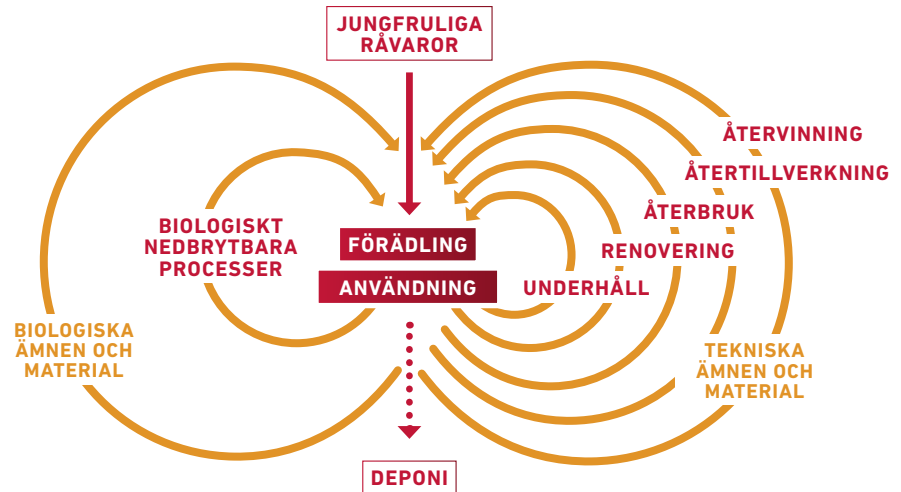 JUNGFRULIGA
RÅVAROR
ÅTERVINNING
ÅTERTILLVERKNING
ÅTERBRUK
RENOVERING
UNDERHÅLL
BIOLOGISKT
NEDBRYTBARA
PROCESSER
FÖRÄDLING
ANVÄNDNING
BIOLOGISKA
ÄMNEN OCH
MATERIAL
TEKNISKA
ÄMNEN OCH
MATERIAL
DEPONI